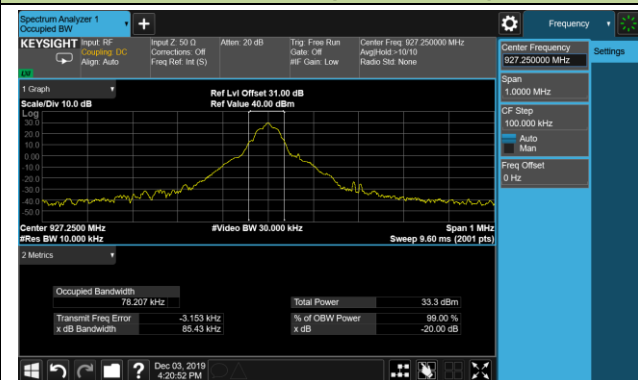 Spectrum Analyzer 1
Occupied BW
+
Frequency
KEYSIGHT
Input: RF
Coupling: DC
Align: Auto
Input Z: 50 Ω
Corrections: Off
Freq Ref: Int (S)
Atten: 20 dB
Trig: Free Run
Gate: Off
#IF Gain: Low
Center Freq: 927.250000 MHz
Avg|Hold:>10/10
Radio Std: None
Center Frequency
927.250000 MHz
Settings
Span
1.0000 MHz
CF Step
100.000 kHz
Auto
Man
Freq Offset
0 Hz
1 Graph
Scale/Div 10.0 dB
Ref Lvl Offset 31.00 dB
Ref Value 40.00 dBm
Log
30.0
20.0
10.0
0.00
-10.0
-20.0
-30.0
-40.0
-50.0
Center 927.2500 MHz
#Video BW 30.000 kHz
Span 1 MHz
#Res BW 10.000 kHz
Sweep 9.60 ms (2001 pts)
2 Metrics
Occupied Bandwidth
78.207 kHz
Total Power
33.3 dBm
Transmit Freq Error
-3.153 kHz
% of OBW Power
99.00 %
x dB Bandwidth
85.43 kHz
x dB
-20.00 dB
?
Dec 03, 2019
4:20:52 PM